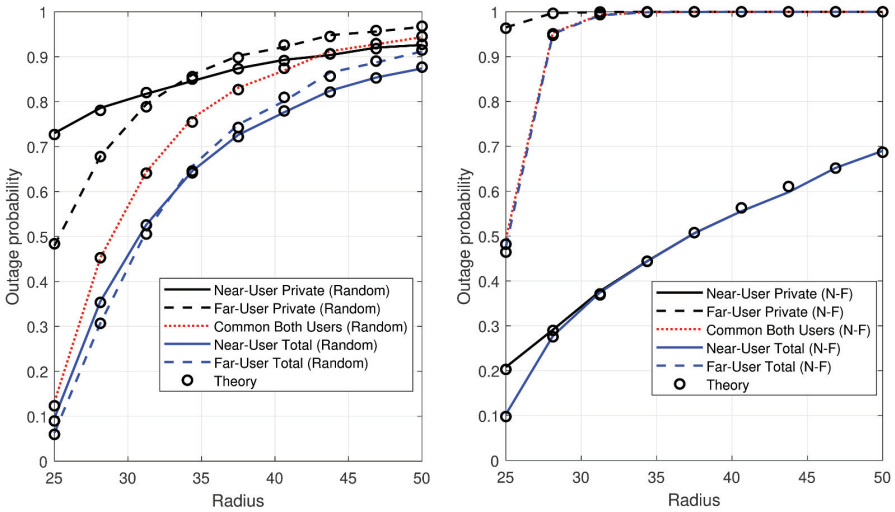 1
0.9
0.8
0.7
0.6
0.5
0.4
0.3
0.2
0.1
0
25
30
35
40
45
50
Outage probability
Radius
Near-User Private (Random)
Far-User Private (Random)
Common Both Users (Random)
Near-User Total (Random)
Far-User Total (Random)
Theory
1
0.9
0.8
0.7
0.6
0.5
0.4
0.3
0.2
0.1
0
25
30
35
40
45
50
Outage probability
Radius
Near-User Private (N-F)
Far-User Private (N-F)
Common Both Users (N-F)
Near-User Total (N-F)
Far-User Total (N-F)
Theory